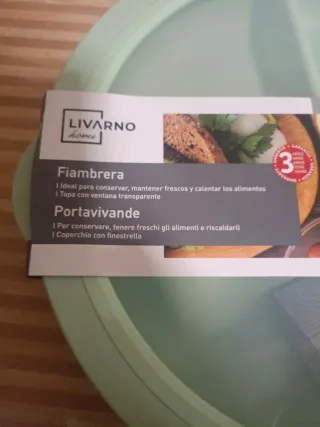 LIVARNO
home
Fiambrera
| Ideal para conservar, mantener frescos y calentar los alimentos
| Tapa con ventana transparente
Portavivande
| Per conservare, tenere freschi gli alimenti e riscaldarli
| Coperchio con finestrella
3